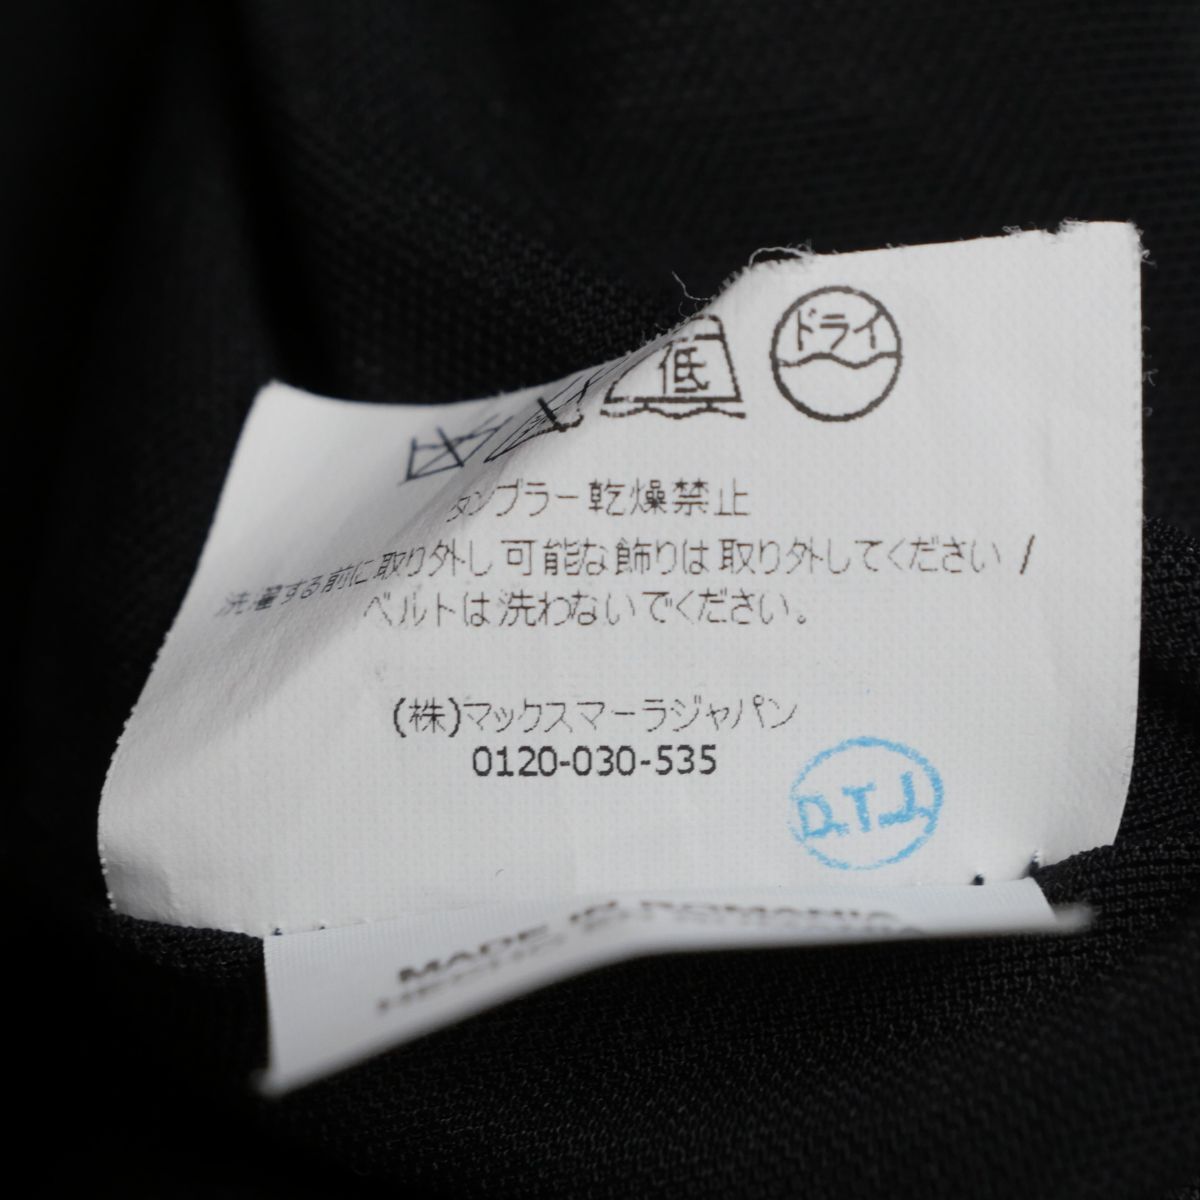 低 ドライ
タンブラー乾燥禁止
洗濯する前に取り外し可能な飾りは取り外してください /
ベルトは洗わないでください。
(株)マックスマーラジャパン
0120-030-535
D.T.J.
MADE IN ROMANIA